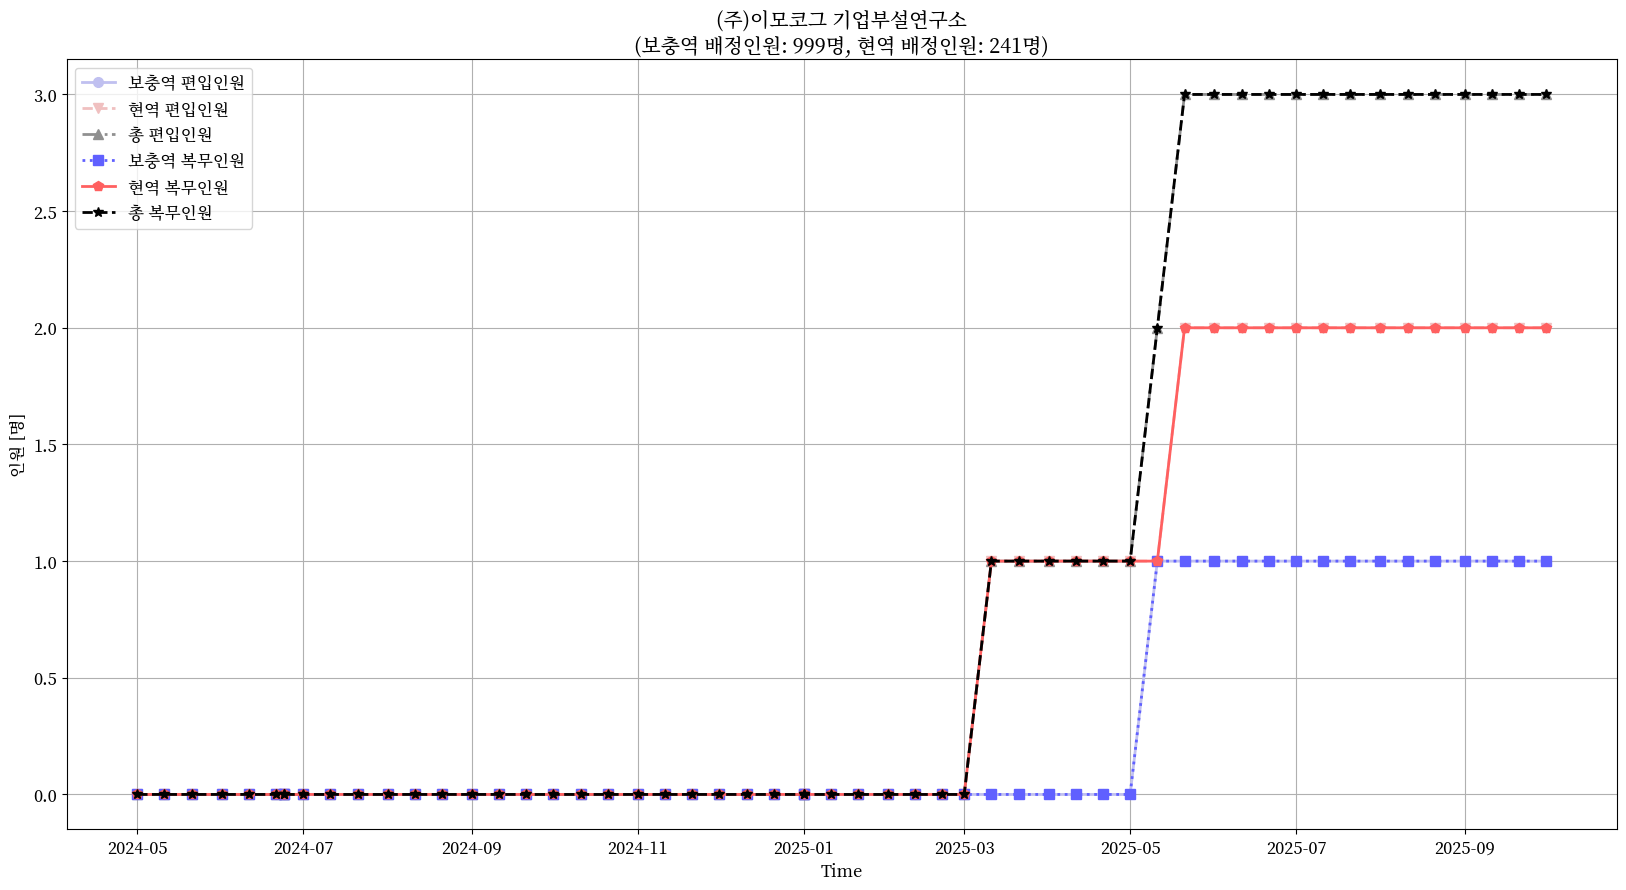 (주)이모코그 기업부설연구소
(보충역 배정인원: 999명, 현역 배정인원: 241명)
보충역 편입인원
현역 편입인원
총 편입인원
보충역 복무인원
현역 복무인원
총 복무인원
인원 [명]
3.0
2.5
2.0
1.5
1.0
0.5
0.0
2024-05 2024-07 2024-09 2024-11 2025-01 2025-03 2025-05 2025-07 2025-09
Time